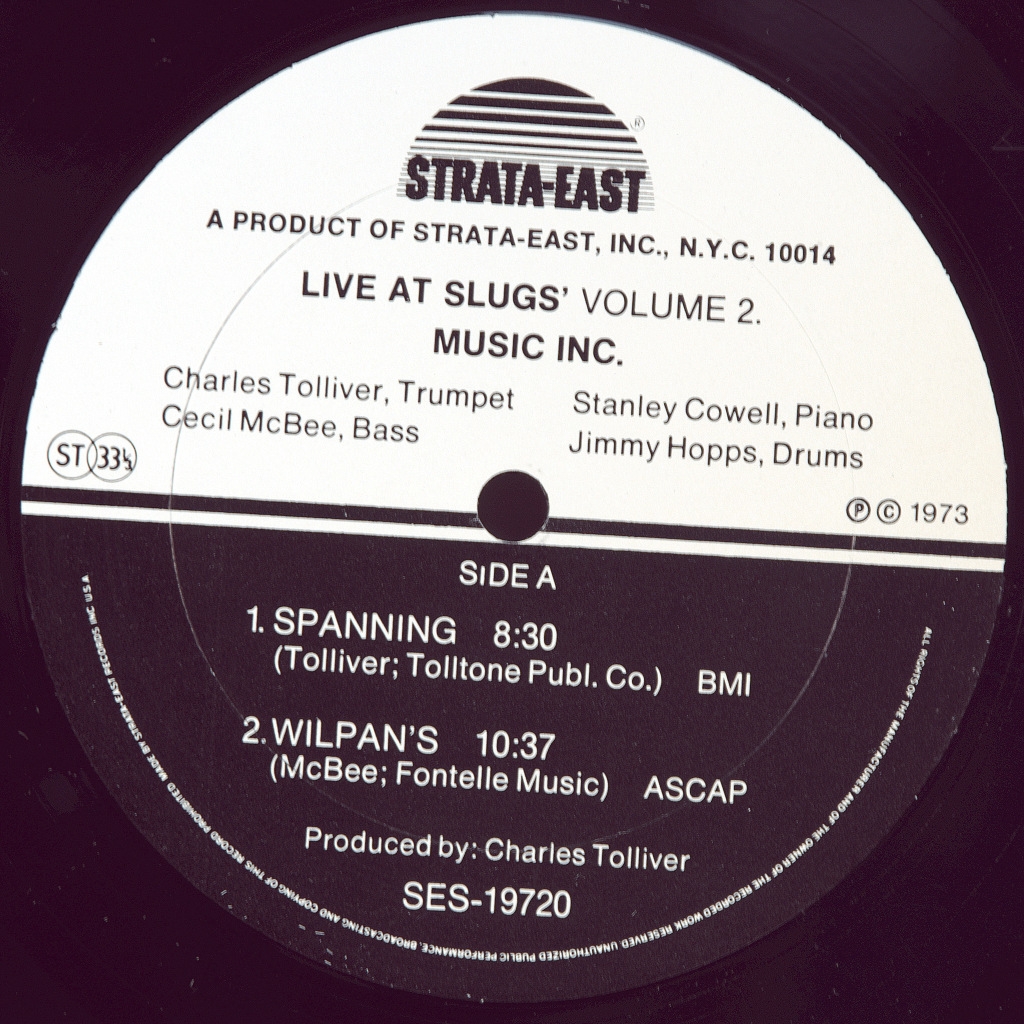 STRATA-EAST
®
A PRODUCT OF STRATA-EAST, INC., N.Y.C. 10014
LIVE AT SLUGS' VOLUME 2.
MUSIC INC.
Charles Tolliver, Trumpet
Cecil McBee, Bass
Stanley Cowell, Piano
Jimmy Hopps, Drums
ST 33⅓
℗ © 1973
SiDE A
1. SPANNING 8:30
(Tolliver; Tolltone Publ. Co.) BMI
2. WILPAN'S 10:37
(McBee; Fontelle Music) ASCAP
Produced by: Charles Tolliver
SES-19720
ALL RIGHTS OF THE MANUFACTURER AND OF THE OWNER OF THE RECORDED WORK RESERVED. UNAUTHORIZED PUBLIC PERFORMANCE, BROADCASTING AND COPYING OF THIS RECORD PROHIBITED MADE BY STRATA-EAST RECORDS INC U.S.A